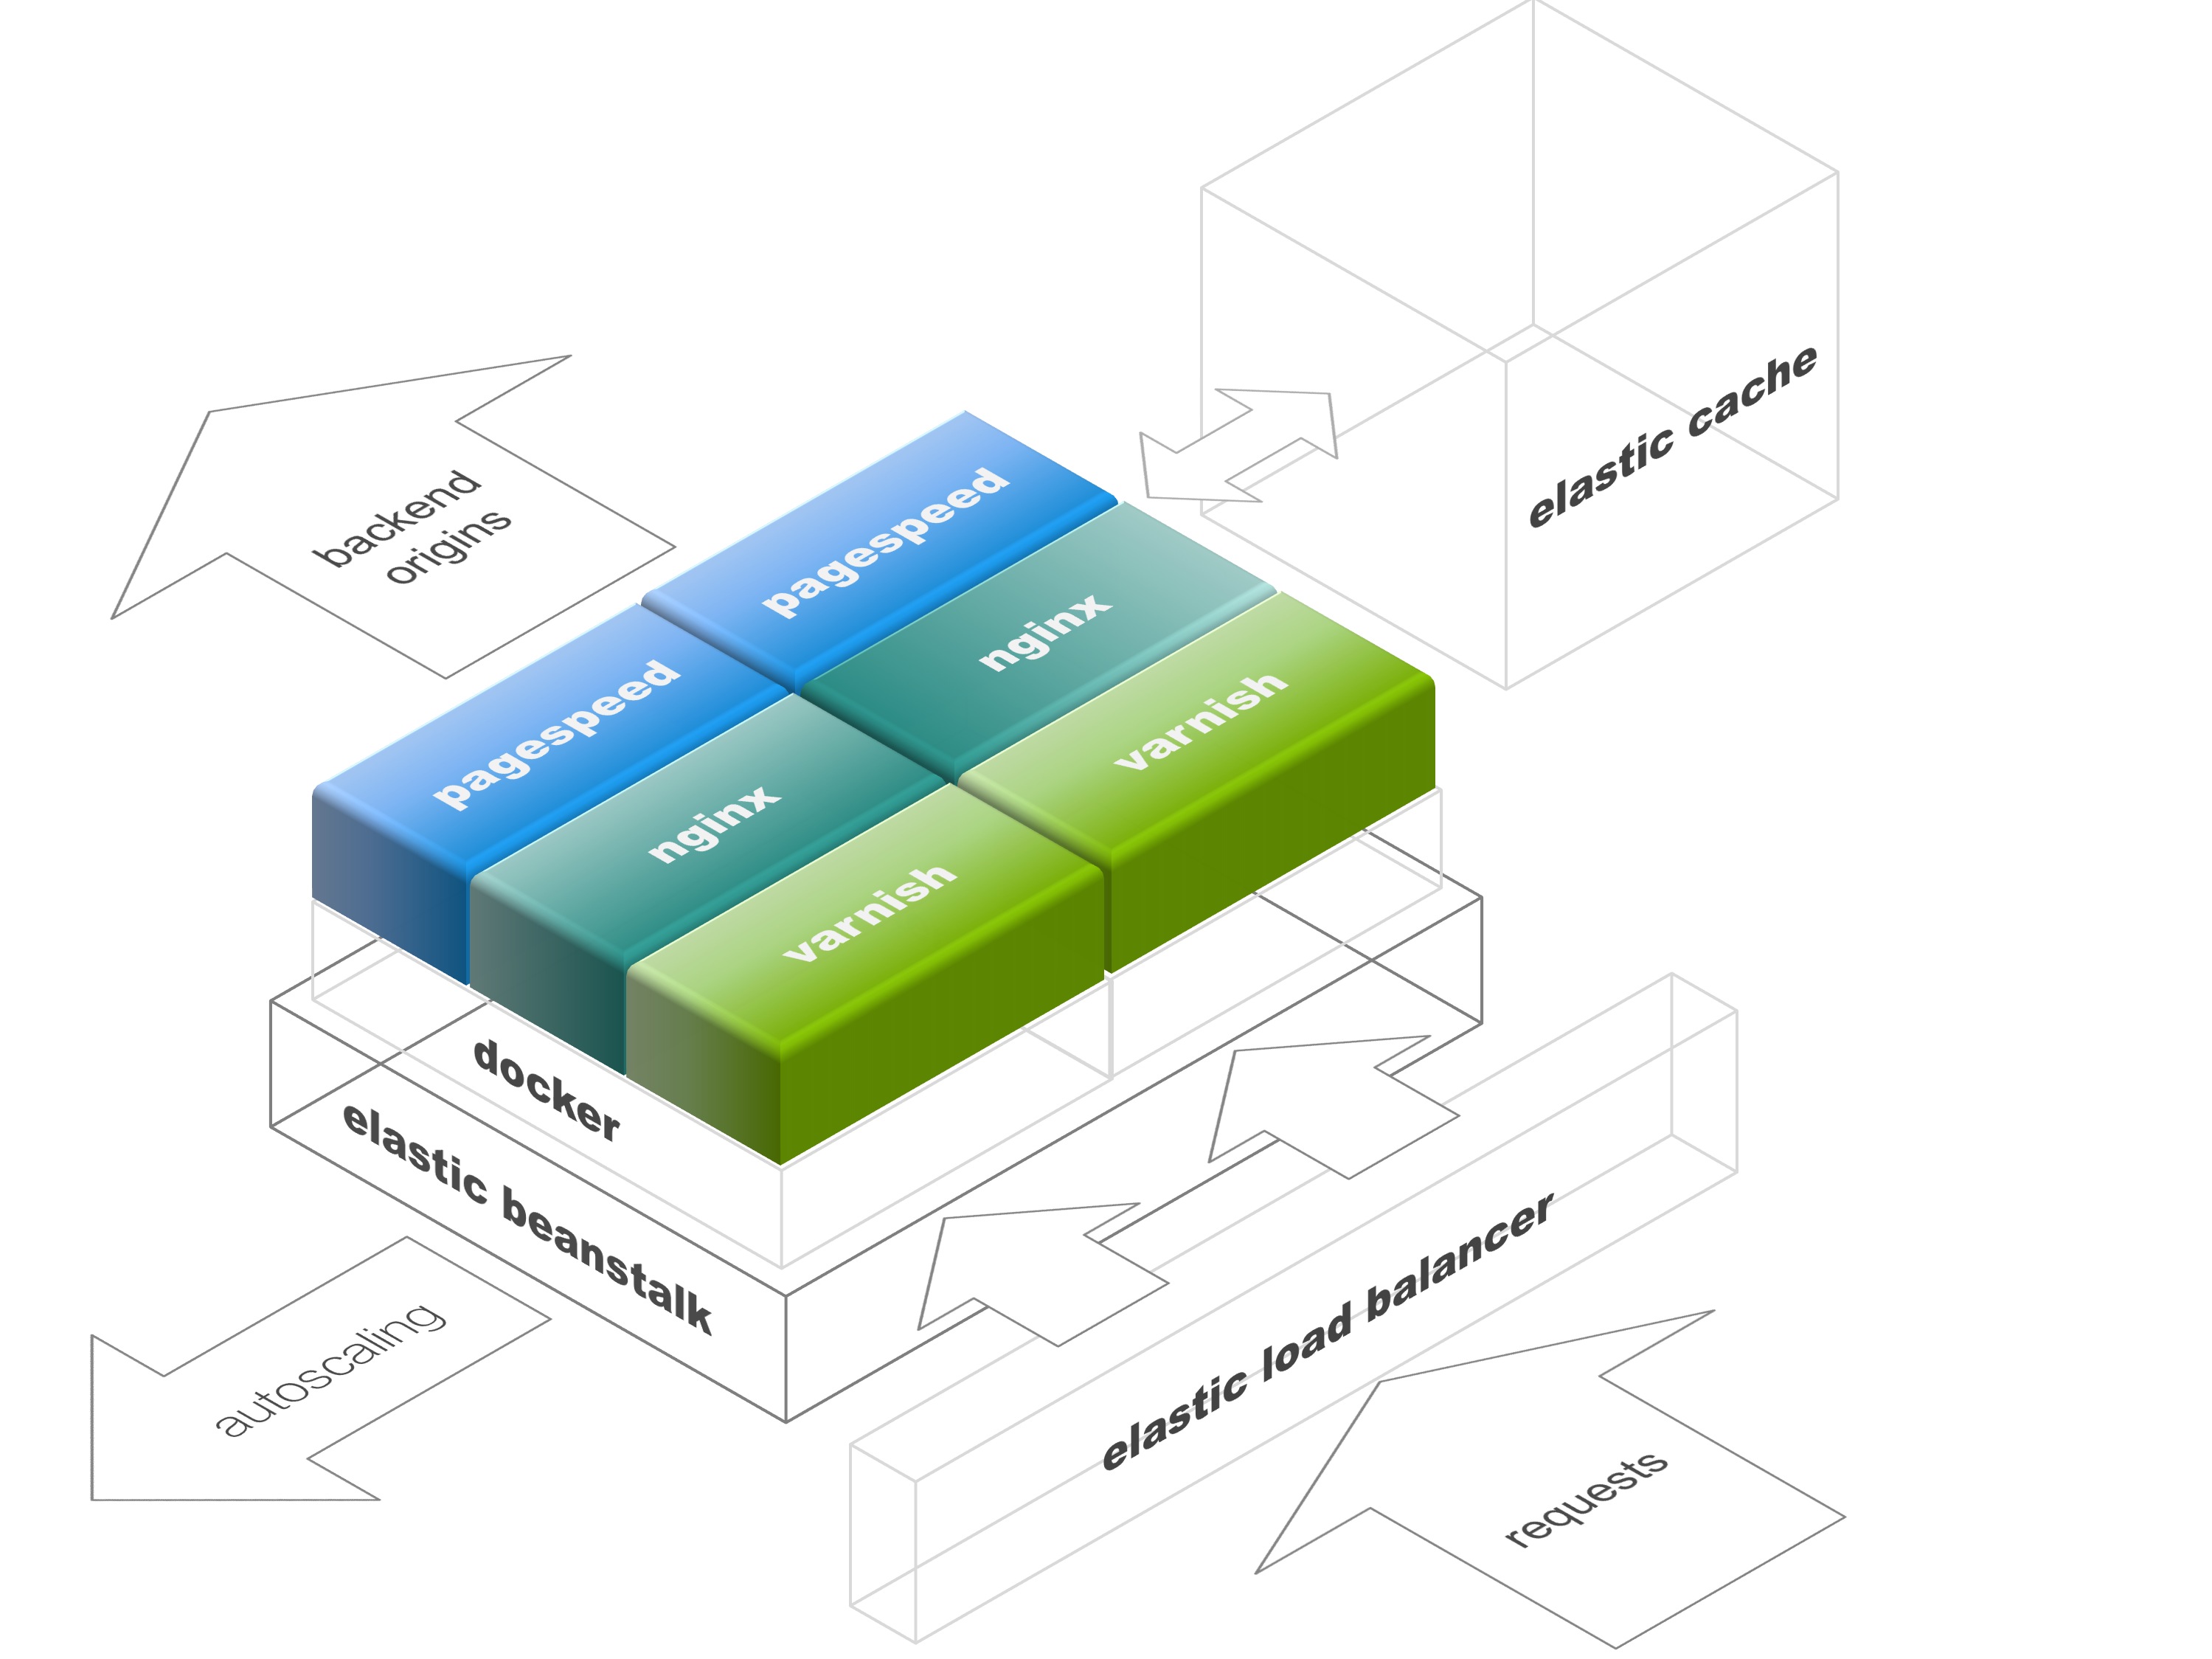 elastic cache
backend
origins
pagespeed
nginx
varnish
pagespeed
nginx
varnish
docker
elastic beanstalk
autoscaling
elastic load balancer
requests